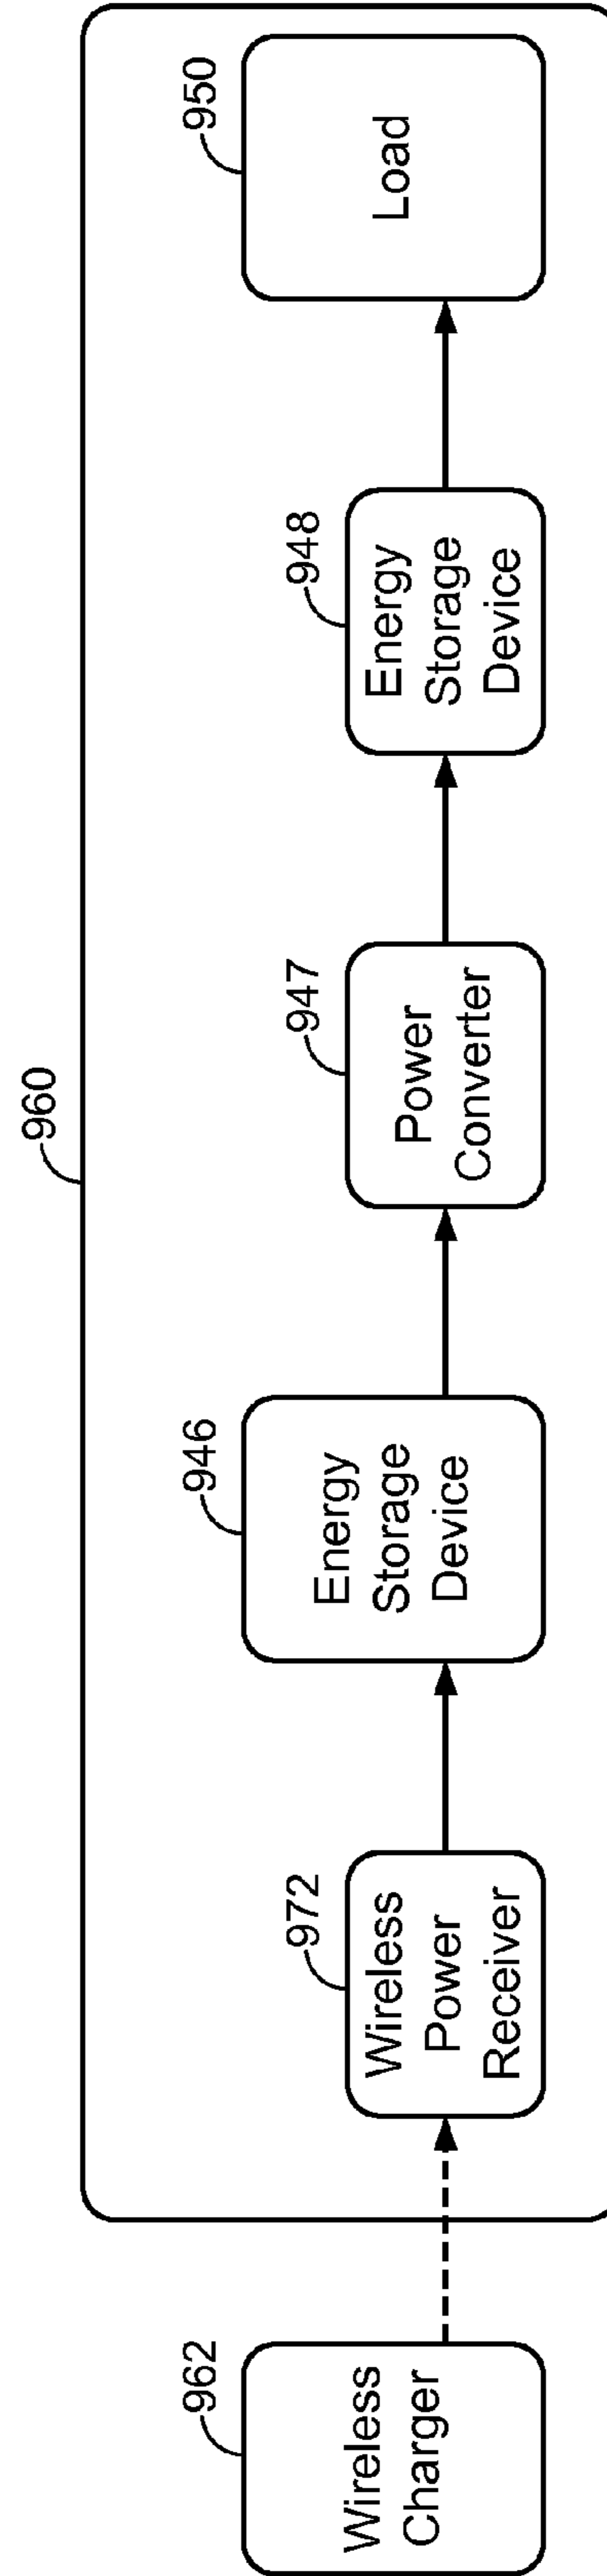 960
962
Wireless
Charger
972
Wireless
Power
Receiver
946
Energy
Storage
Device
947
Power
Converter
948
Energy
Storage
Device
950
Load